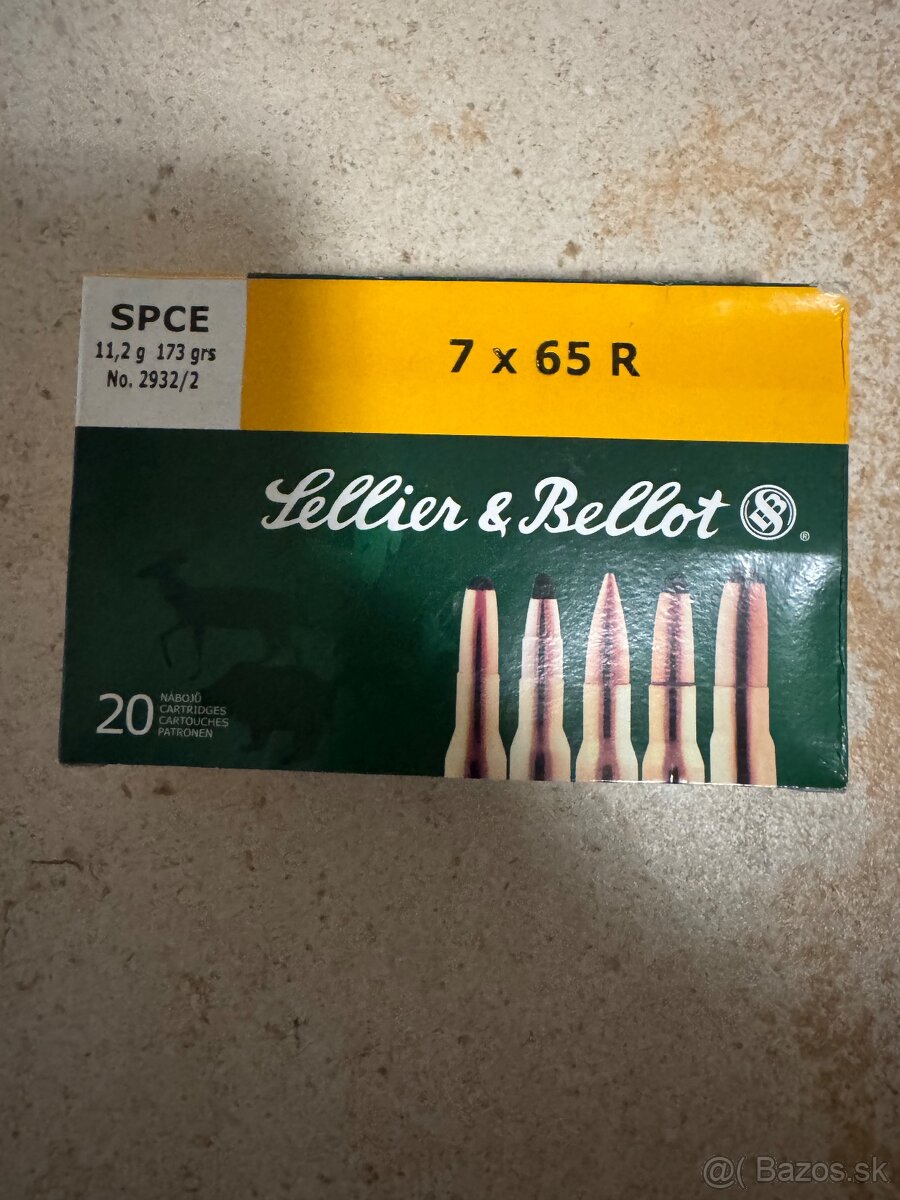 SPCE
11,2 g 173 grs
No. 2932/2
7 x 65 R
Sellier & Bellot
SB
®
20
NÁBOJŮ
CARTRIDGES
CARTOUCHES
PATRONEN
@( Bazos.sk